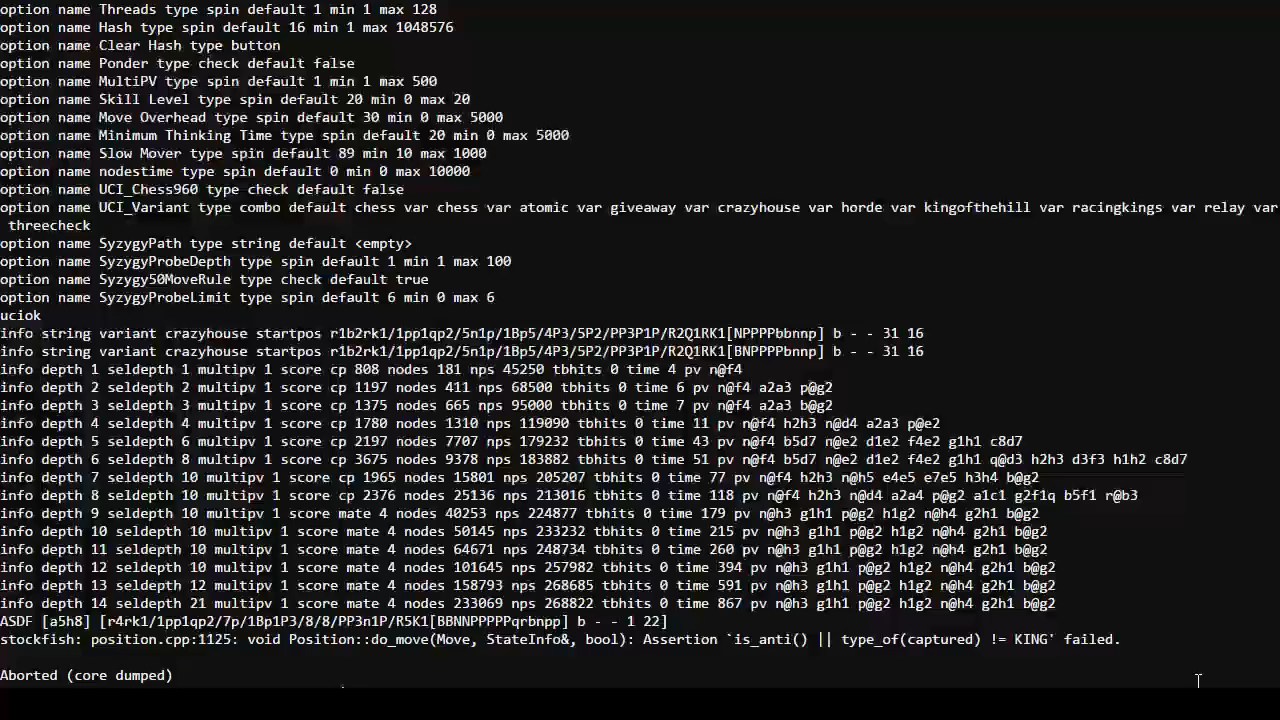 option name Threads type spin default 1 min 1 max 128
option name Hash type spin default 16 min 1 max 1048576
option name Clear Hash type button
option name Ponder type check default false
option name MultiPV type spin default 1 min 1 max 500
option name Skill Level type spin default 20 min 0 max 20
option name Move Overhead type spin default 30 min 0 max 5000
option name Minimum Thinking Time type spin default 20 min 0 max 5000
option name Slow Mover type spin default 89 min 10 max 1000
option name nodestime type spin default 0 min 0 max 10000
option name UCI_Chess960 type check default false
option name UCI_Variant type combo default chess var chess var atomic var giveaway var crazyhouse var horde var kingofthehill var racingkings var relay var
threecheck
option name SyzygyPath type string default <empty>
option name SyzygyProbeDepth type spin default 1 min 1 max 100
option name Syzygy50MoveRule type check default true
option name SyzygyProbeLimit type spin default 6 min 0 max 6
uciok
info string variant crazyhouse startpos r1b2rk1/1pp1qp2/5n1p/1Bp5/4P3/5P2/PP3P1P/R2Q1RK1[NPPPPbbnnp] b - - 31 16
info string variant crazyhouse startpos r1b2rk1/1pp1qp2/5n1p/1Bp5/4P3/5P2/PP3P1P/R2Q1RK1[BNPPPPbnnp] b - - 31 16
info depth 1 seldepth 1 multipv 1 score cp 808 nodes 181 nps 45250 tbhits 0 time 4 pv n@f4
info depth 2 seldepth 2 multipv 1 score cp 1197 nodes 411 nps 68500 tbhits 0 time 6 pv n@f4 a2a3 p@g2
info depth 3 seldepth 3 multipv 1 score cp 1375 nodes 665 nps 95000 tbhits 0 time 7 pv n@f4 a2a3 b@g2
info depth 4 seldepth 4 multipv 1 score cp 1780 nodes 1310 nps 119090 tbhits 0 time 11 pv n@f4 h2h3 n@d4 a2a3 p@e2
info depth 5 seldepth 6 multipv 1 score cp 2197 nodes 7707 nps 179232 tbhits 0 time 43 pv n@f4 b5d7 n@e2 d1e2 f4e2 g1h1 c8d7
info depth 6 seldepth 8 multipv 1 score cp 3675 nodes 9378 nps 183882 tbhits 0 time 51 pv n@f4 b5d7 n@e2 d1e2 f4e2 g1h1 q@d3 h2h3 d3f3 h1h2 c8d7
info depth 7 seldepth 10 multipv 1 score cp 1965 nodes 15801 nps 205207 tbhits 0 time 77 pv n@f4 h2h3 n@h5 e4e5 e7e5 h3h4 b@g2
info depth 8 seldepth 10 multipv 1 score cp 2376 nodes 25136 nps 213016 tbhits 0 time 118 pv n@f4 h2h3 n@d4 a2a4 p@g2 a1c1 g2f1q b5f1 r@b3
info depth 9 seldepth 10 multipv 1 score mate 4 nodes 40253 nps 224877 tbhits 0 time 179 pv n@h3 g1h1 p@g2 h1g2 n@h4 g2h1 b@g2
info depth 10 seldepth 10 multipv 1 score mate 4 nodes 50145 nps 233232 tbhits 0 time 215 pv n@h3 g1h1 p@g2 h1g2 n@h4 g2h1 b@g2
info depth 11 seldepth 10 multipv 1 score mate 4 nodes 64671 nps 248734 tbhits 0 time 260 pv n@h3 g1h1 p@g2 h1g2 n@h4 g2h1 b@g2
info depth 12 seldepth 10 multipv 1 score mate 4 nodes 101645 nps 257982 tbhits 0 time 394 pv n@h3 g1h1 p@g2 h1g2 n@h4 g2h1 b@g2
info depth 13 seldepth 12 multipv 1 score mate 4 nodes 158793 nps 268685 tbhits 0 time 591 pv n@h3 g1h1 p@g2 h1g2 n@h4 g2h1 b@g2
info depth 14 seldepth 21 multipv 1 score mate 4 nodes 233069 nps 268822 tbhits 0 time 867 pv n@h3 g1h1 p@g2 h1g2 n@h4 g2h1 b@g2
ASDF [a5h8] [r4rk1/1pp1qp2/7p/1Bp1P3/8/8/PP3n1P/R5K1[BBNNPPPPPqrbnpp] b - - 1 22]
stockfish: position.cpp:1125: void Position::do_move(Move, StateInfo&, bool): Assertion `is_anti() || type_of(captured) != KING' failed.
Aborted (core dumped)